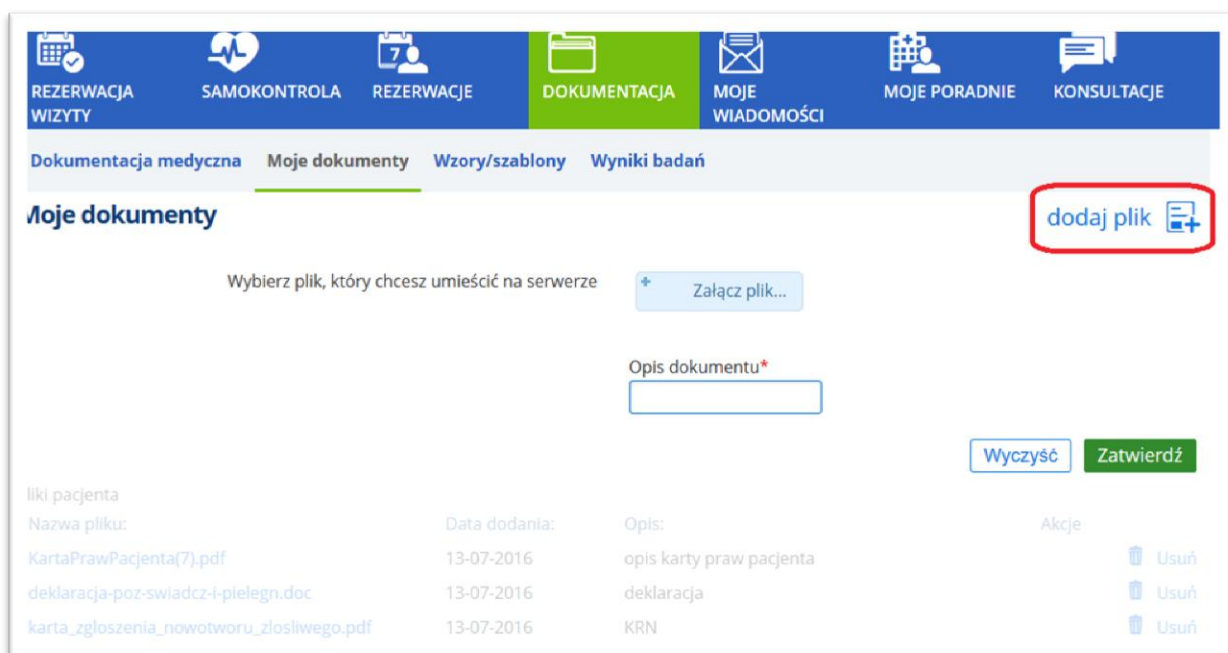 REZERWACJA WIZYTY
SAMOKONTROLA
7
REZERWACJE
DOKUMENTACJA
MOJE WIADOMOŚCI
MOJE PORADNIE
KONSULTACJE
Dokumentacja medyczna Moje dokumenty Wzory/szablony Wyniki badań
Moje dokumenty
dodaj plik
Wybierz plik, który chcesz umieścić na serwerze
Załącz plik...
Opis dokumentu*
Wyczyść Zatwierdź
liki pacjenta
Nazwa pliku: Data dodania: Opis: Akcje
KartaPrawPacjenta(7).pdf 13-07-2016 opis karty praw pacjenta Usuń
deklaracja-poz-swiadcz-i-pielegn.doc 13-07-2016 deklaracja Usuń
karta_zgloszenia_nowotworu_zlosliwego.pdf 13-07-2016 KRN Usuń